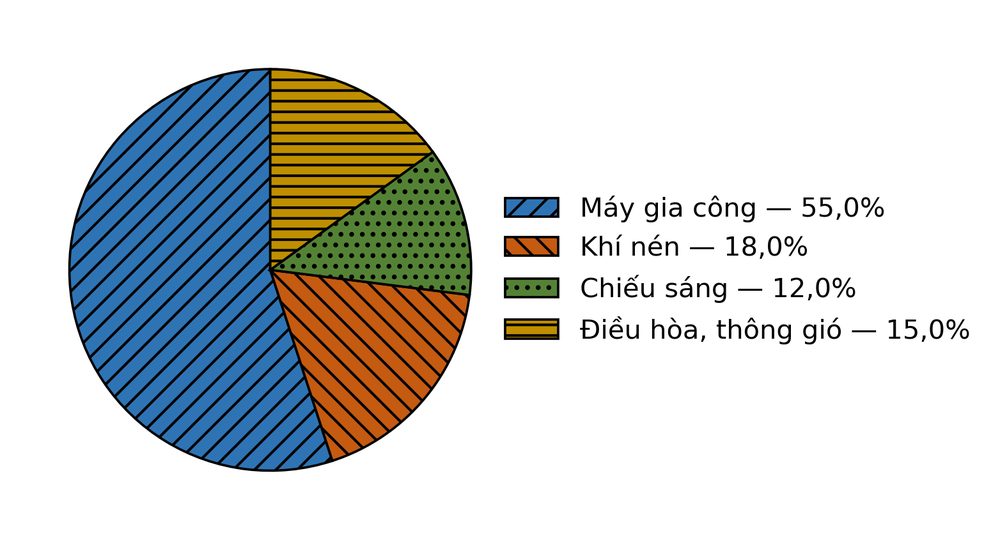 Máy gia công — 55,0%
Khí nén — 18,0%
Chiếu sáng — 12,0%
Điều hòa, thông gió — 15,0%